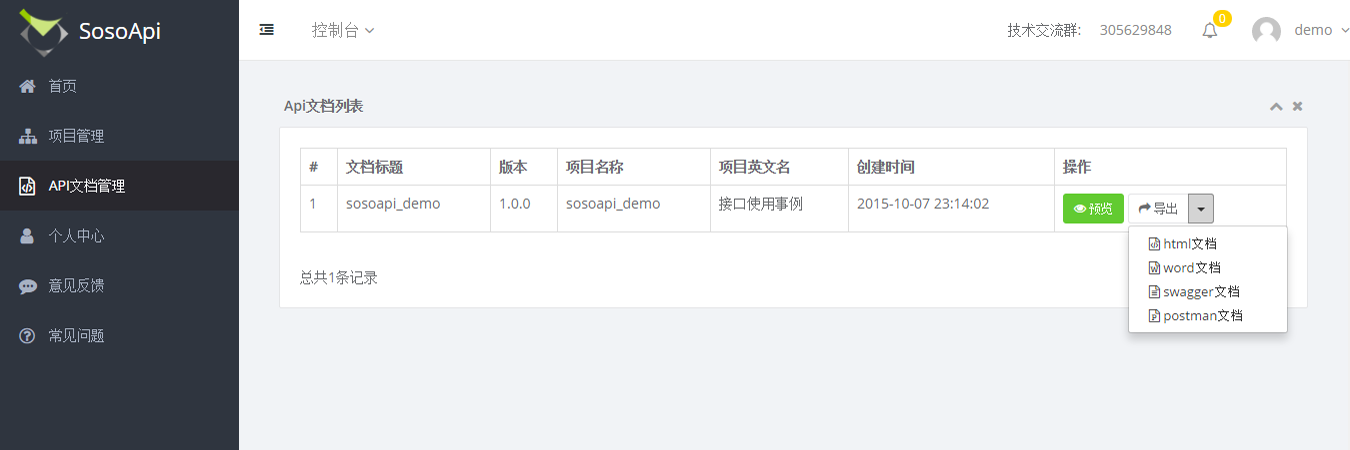 SosoApi
控制台
技术交流群: 305629848
0
demo
首页
项目管理
API文档管理
个人中心
意见反馈
常见问题
Api文档列表
# 文档标题 版本 项目名称 项目英文名 创建时间 操作
1 sosoapi_demo 1.0.0 sosoapi_demo 接口使用事例 2015-10-07 23:14:02 预览 导出
html文档
word文档
swagger文档
postman文档
总共1条记录